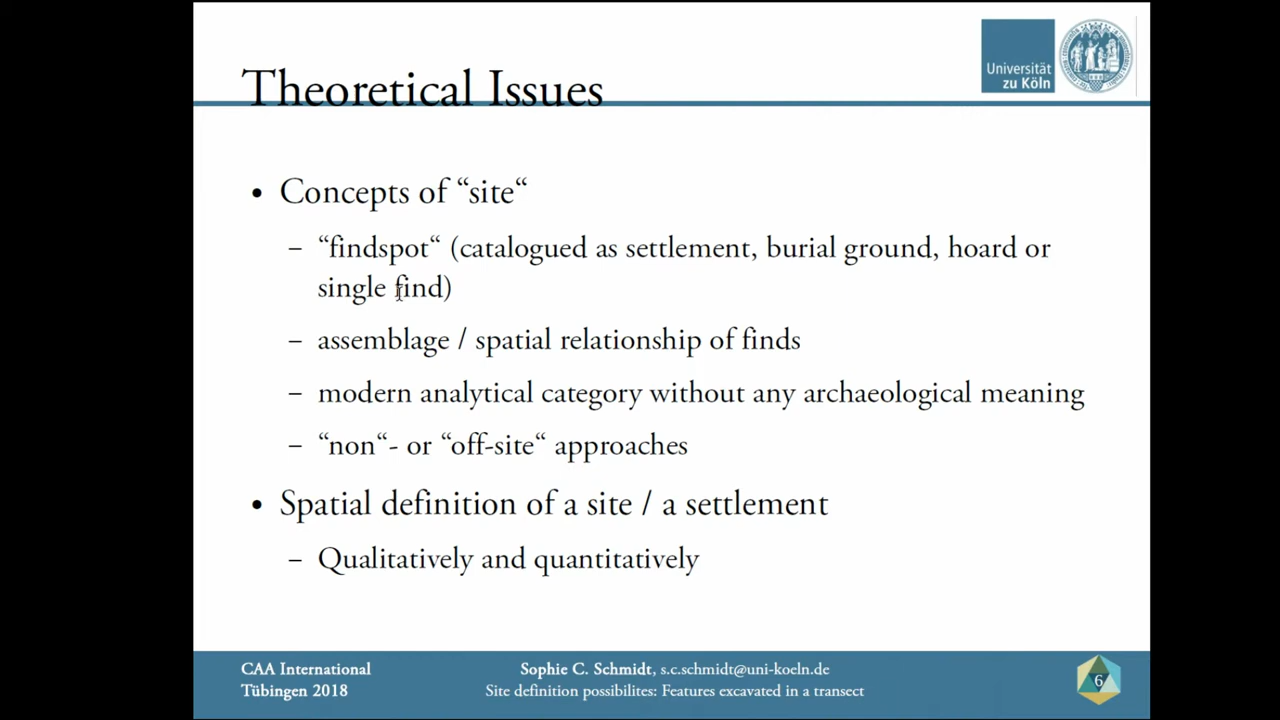 Theoretical Issues
Universität
zu Köln
• Concepts of “site“
– “findspot“ (catalogued as settlement, burial ground, hoard or
single find)
– assemblage / spatial relationship of finds
– modern analytical category without any archaeological meaning
– “non“- or “off-site“ approaches
• Spatial definition of a site / a settlement
– Qualitatively and quantitatively
CAA International
Tübingen 2018
Sophie C. Schmidt, s.c.schmidt@uni-koeln.de
Site definition possibilites: Features excavated in a transect
6